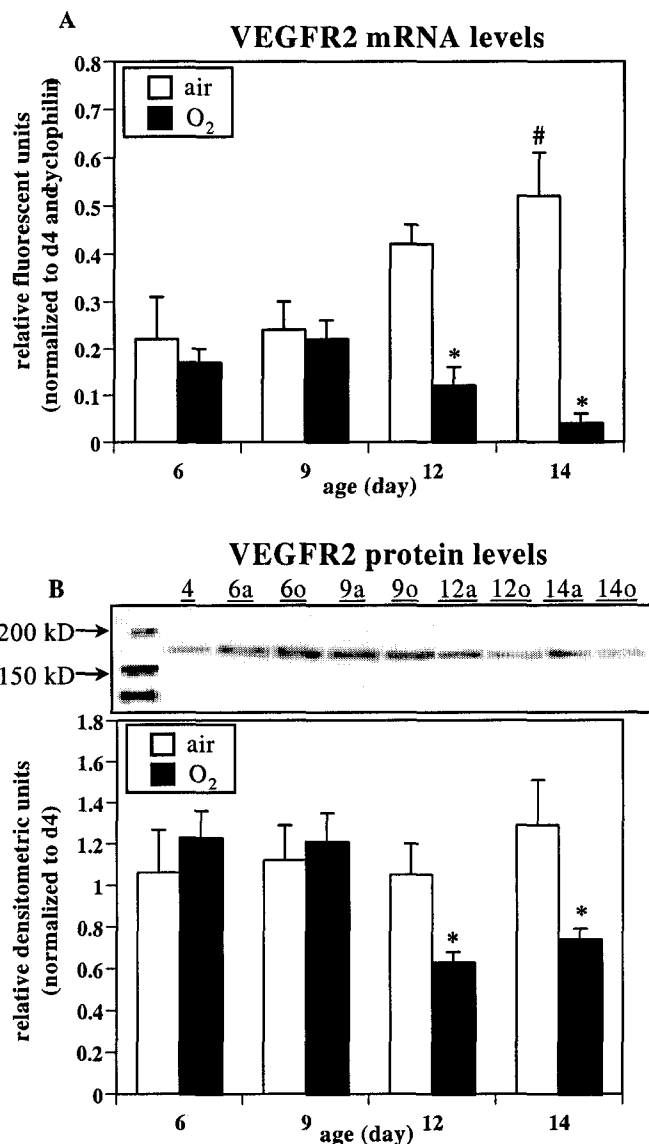 A
VEGFR2 mRNA levels
0.8
0.7
0.6
0.5
0.4
0.3
0.2
0.1
0
relative fluorescent units
(normalized to d4 and cyclophilin)
air
O2
#
*
*
6 9 12 14
age (day)
VEGFR2 protein levels
B
4 6a 6o 9a 9o 12a 12o 14a 14o
200 kD
150 kD
1.8
1.6
1.4
1.2
1
0.8
0.6
0.4
0.2
0
relative densitometric units
(normalized to d4)
air
O2
*
*
6 9 12 14
age (day)